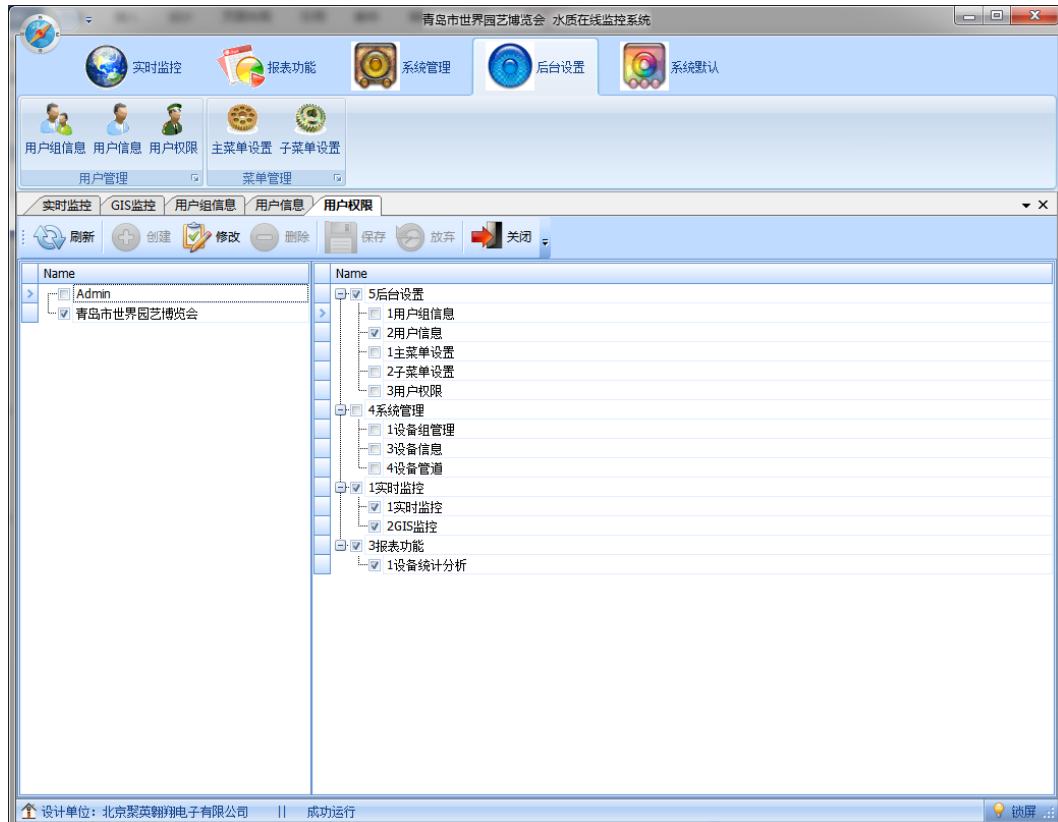 青岛市世界园艺博览会 水质在线监控系统
实时监控 报表功能 系统管理 后台设置 系统默认
用户组信息 用户信息 用户权限 主菜单设置 子菜单设置
用户管理 菜单管理
实时监控 GIS监控 用户组信息 用户信息 用户权限
刷新 创建 修改 删除 保存 放弃 关闭
Name
Admin
青岛市世界园艺博览会
Name
5后台设置
1用户组信息
2用户信息
1主菜单设置
2子菜单设置
3用户权限
4系统管理
1设备组管理
3设备信息
4设备管道
1实时监控
1实时监控
2GIS监控
3报表功能
1设备统计分析
设计单位：北京聚英翱翔电子有限公司 || 成功运行 锁屏